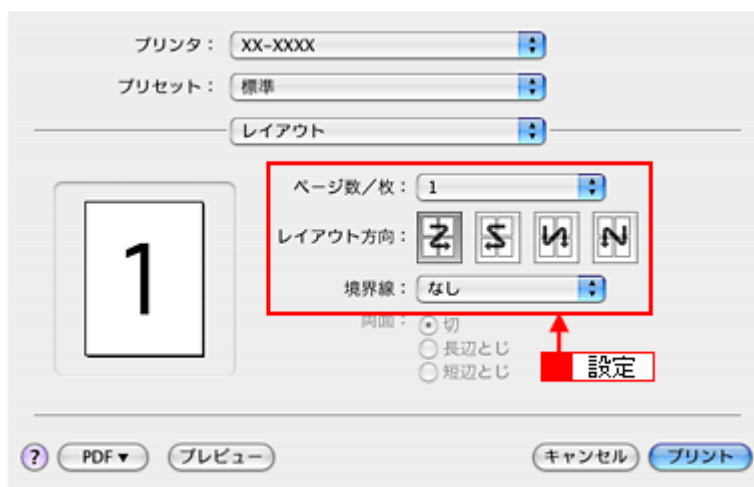 プリンタ： XX-XXXX
プリセット： 標準
レイアウト
ページ数／枚： 1
レイアウト方向：
境界線： なし
両面： 切
長辺とじ
短辺とじ
1
設定
? PDF▼ プレビュー キャンセル プリント